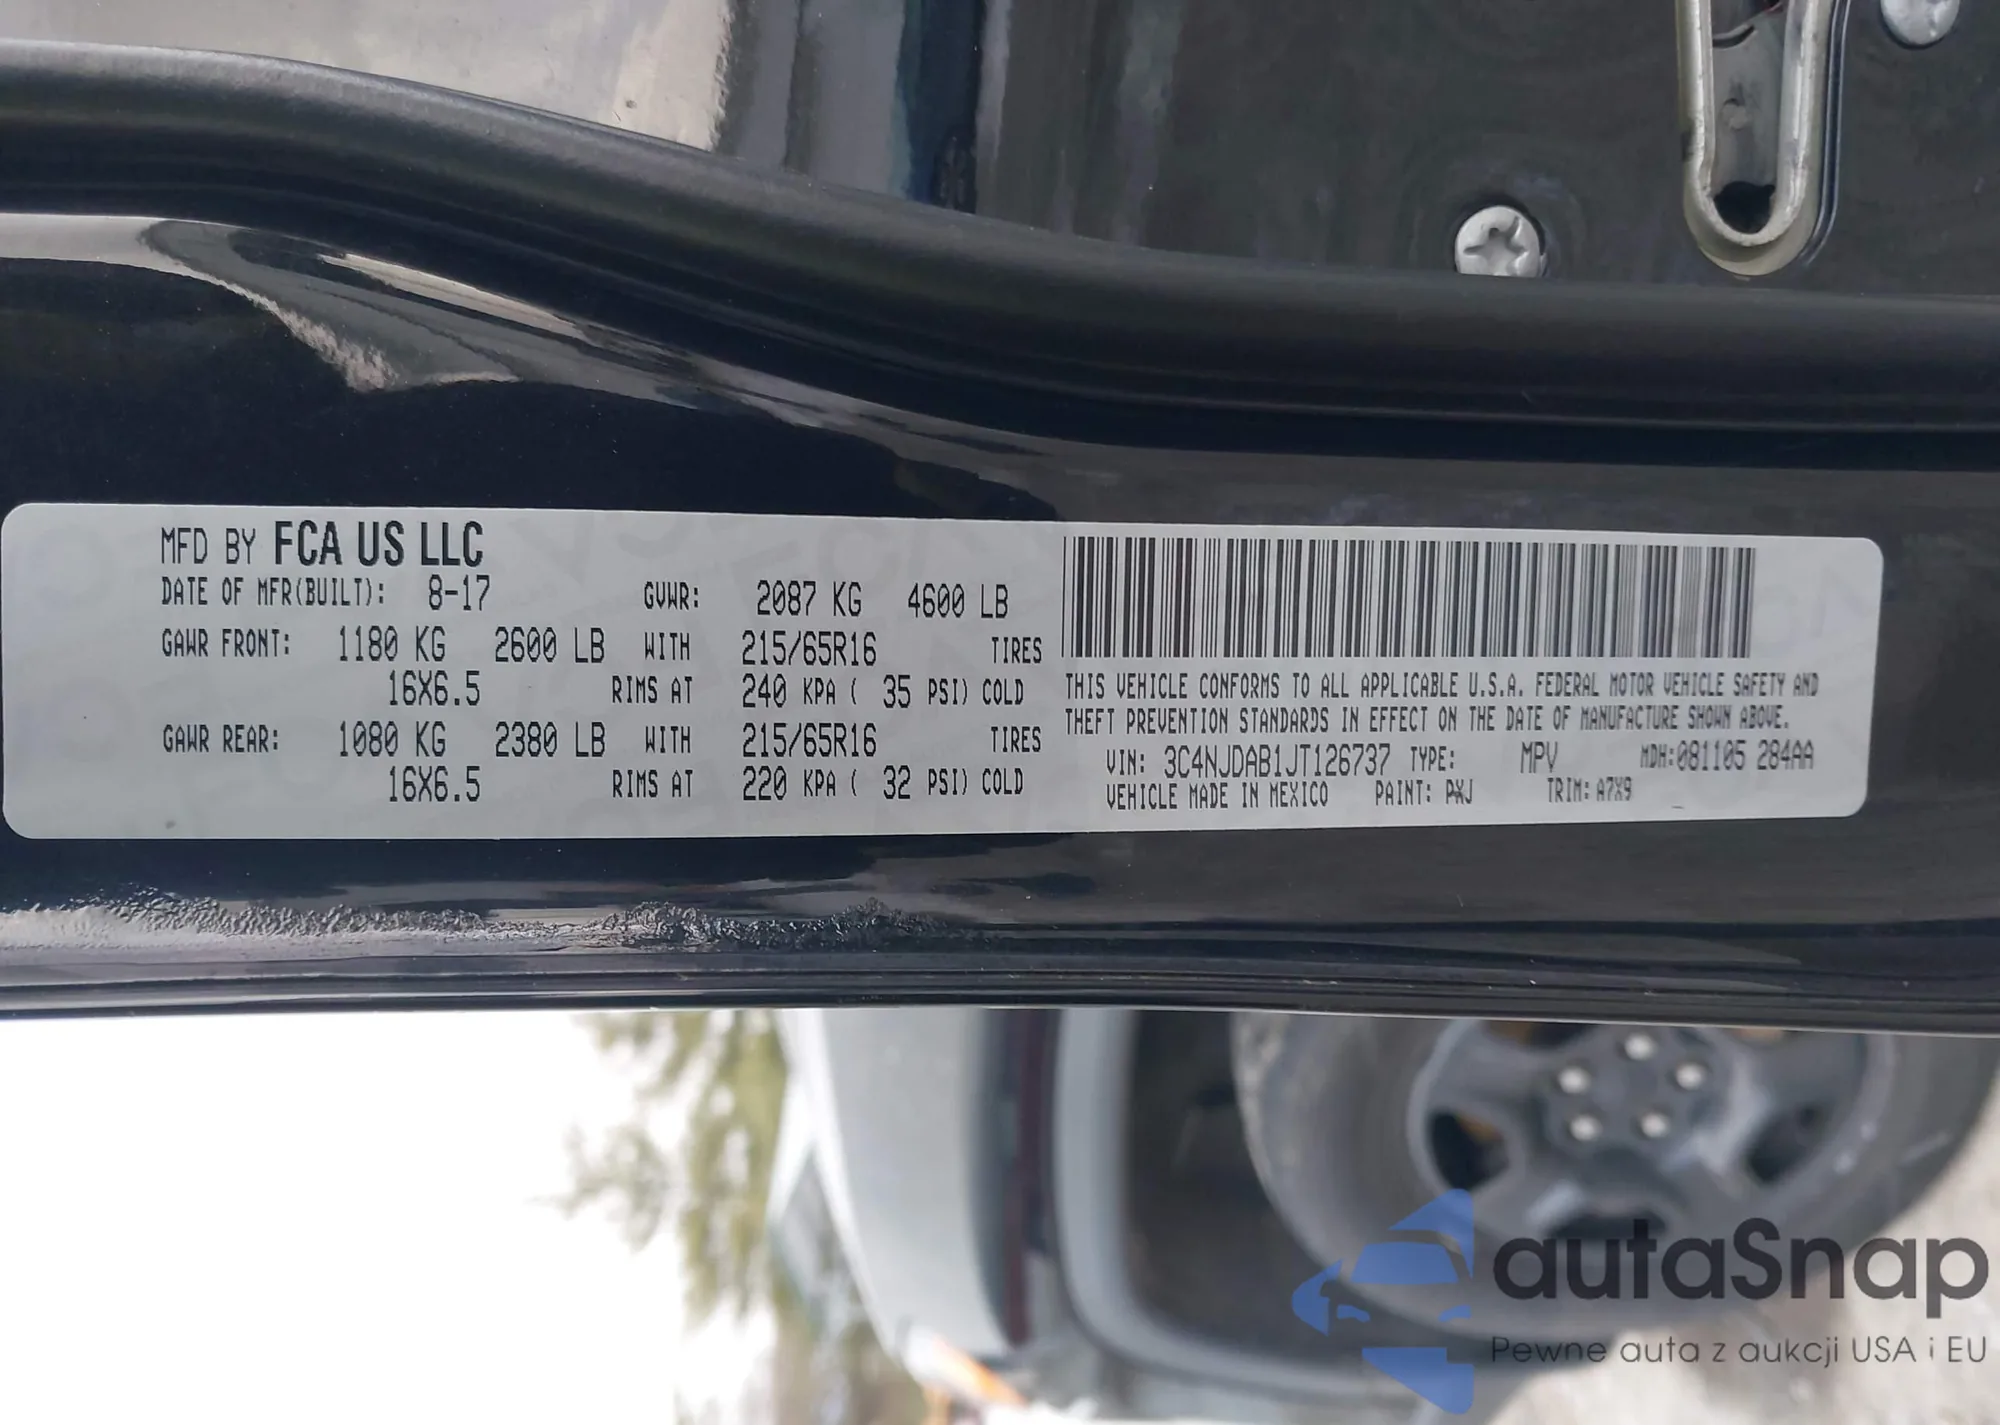 MFD BY FCA US LLC
DATE OF MFR(BUILT): 8-17 GVWR: 2087 KG 4600 LB
GAWR FRONT: 1180 KG 2600 LB WITH 215/65R16 TIRES
16X6.5 RIMS AT 240 KPA ( 35 PSI) COLD
GAWR REAR: 1080 KG 2380 LB WITH 215/65R16 TIRES
16X6.5 RIMS AT 220 KPA ( 32 PSI) COLD
THIS VEHICLE CONFORMS TO ALL APPLICABLE U.S.A. FEDERAL MOTOR VEHICLE SAFETY AND
THEFT PREVENTION STANDARDS IN EFFECT ON THE DATE OF MANUFACTURE SHOWN ABOVE.
VIN: 3C4NJDAB1JT126737 TYPE: MPV MDH:081105 284AA
VEHICLE MADE IN MEXICO PAINT: PXJ TRIM: A7X9
autaSnap
Pewne auta z aukcji USA i EU